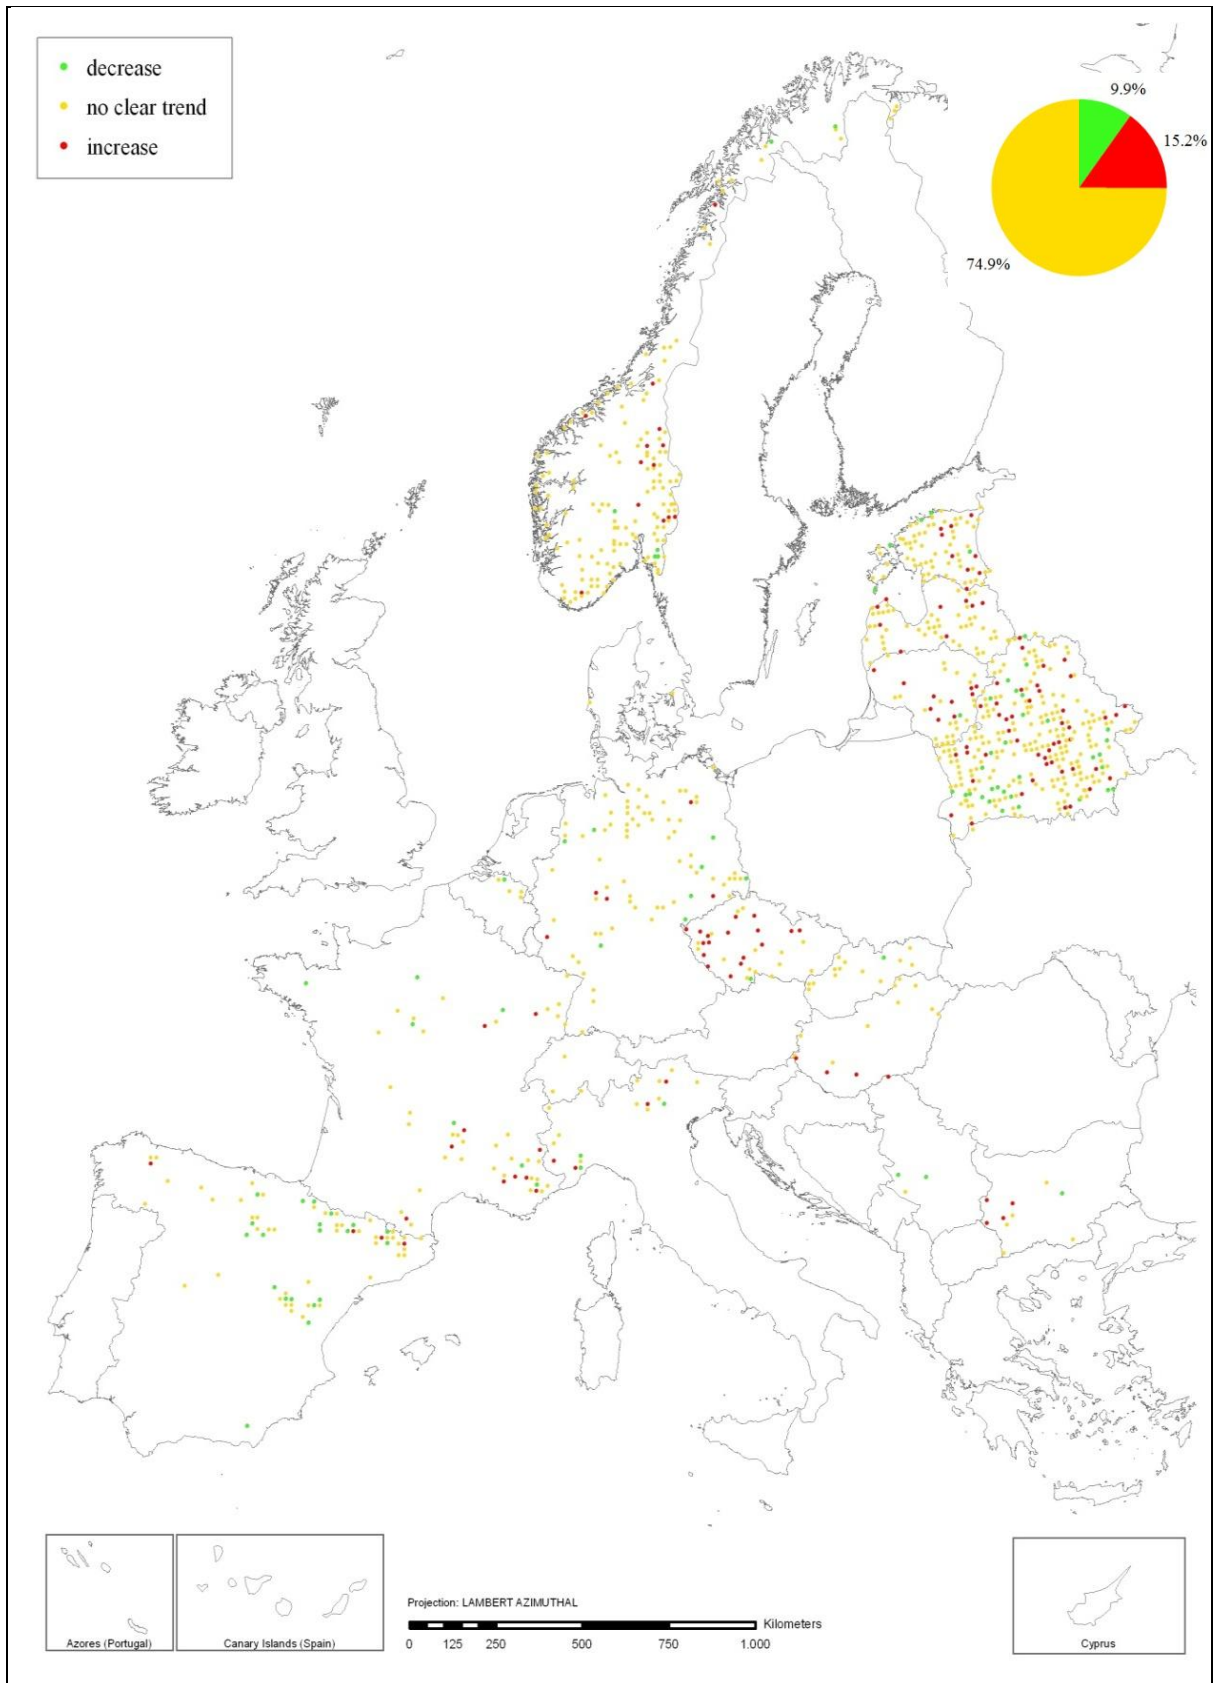 decrease
no clear trend
increase
9.9%
15.2%
74.9%
Projection: LAMBERT AZIMUTHAL
Kilometers
0 125 250 500 750 1.000
Azores (Portugal)
Canary Islands (Spain)
Cyprus